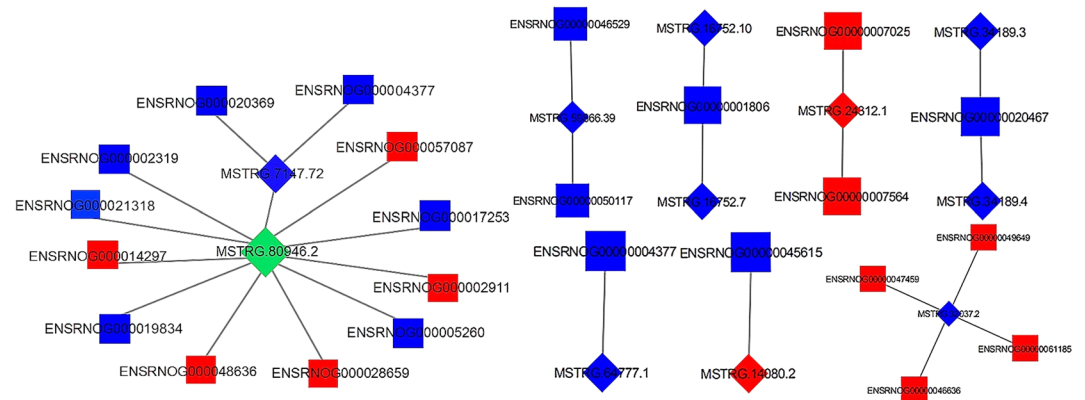 ENSRNOG000020369
ENSRNOG000004377
ENSRNOG000057087
ENSRNOG000002319
MSTRG.7147.72
ENSRNOG000021318
ENSRNOG000017253
ENSRNOG000014297
MSTRG.80946.2
ENSRNOG000002911
ENSRNOG000019834
ENSRNOG000005260
ENSRNOG000048636
ENSRNOG000028659
ENSRNOG00000046529
MSTRG.16752.10
ENSRNOG00000007025
MSTRG.34189.3
ENSRNOG00000001806
MSTRG.24312.1
ENSRNOG00000020467
ENSRNOG00000050117
MSTRG.16752.7
ENSRNOG00000007564
MSTRG.34189.4
ENSRNOG00000004377
ENSRNOG00000045615
ENSRNOG00000049649
ENSRNOG00000047459
ENSRNOG00000061185
MSTRG.64777.1
MSTRG.14080.2
ENSRNOG00000046636